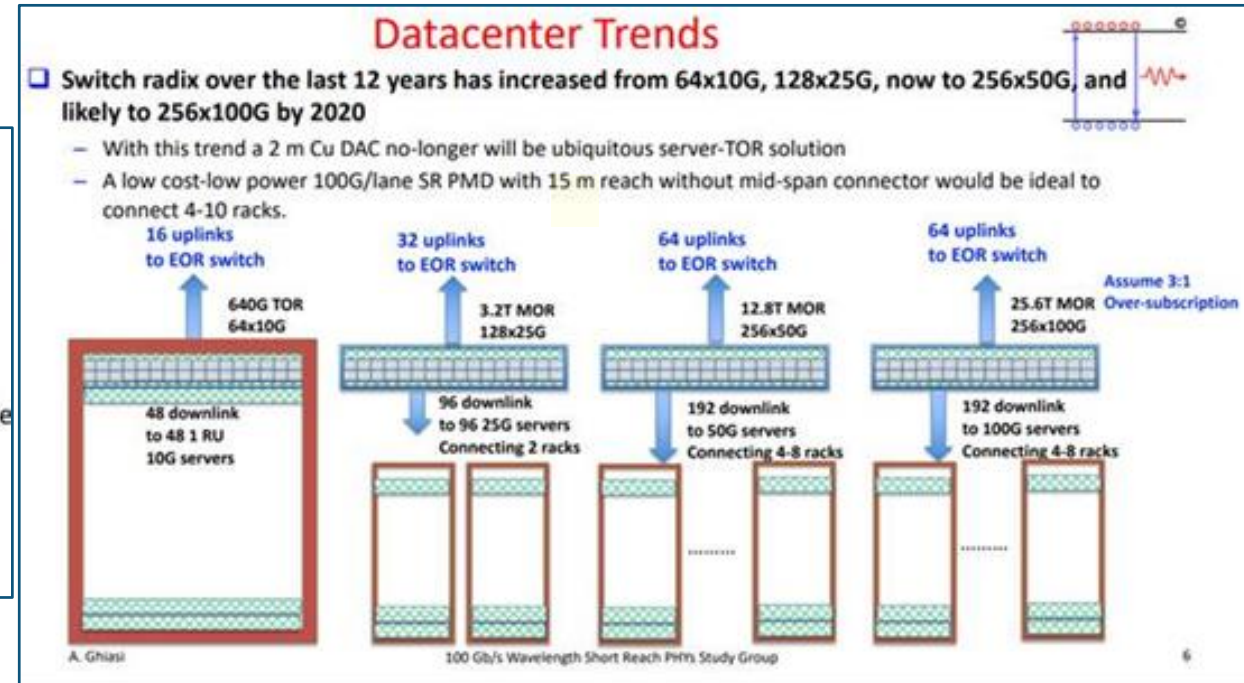 Datacenter Trends
©
Switch radix over the last 12 years has increased from 64x10G, 128x25G, now to 256x50G, and
likely to 256x100G by 2020
– With this trend a 2 m Cu DAC no-longer will be ubiquitous server-TOR solution
– A low cost-low power 100G/lane SR PMD with 15 m reach without mid-span connector would be ideal to
connect 4-10 racks.
16 uplinks
to EOR switch
640G TOR
64x10G
48 downlink
to 48 1 RU
10G servers
32 uplinks
to EOR switch
3.2T MOR
128x25G
96 downlink
to 96 25G servers
Connecting 2 racks
64 uplinks
to EOR switch
12.8T MOR
256x50G
192 downlink
to 50G servers
Connecting 4-8 racks
.........
64 uplinks
to EOR switch
Assume 3:1
Over-subscription
25.6T MOR
256x100G
192 downlink
to 100G servers
Connecting 4-8 racks
.........
e
A. Ghiasi
100 Gb/s Wavelength Short Reach PHYs Study Group
6